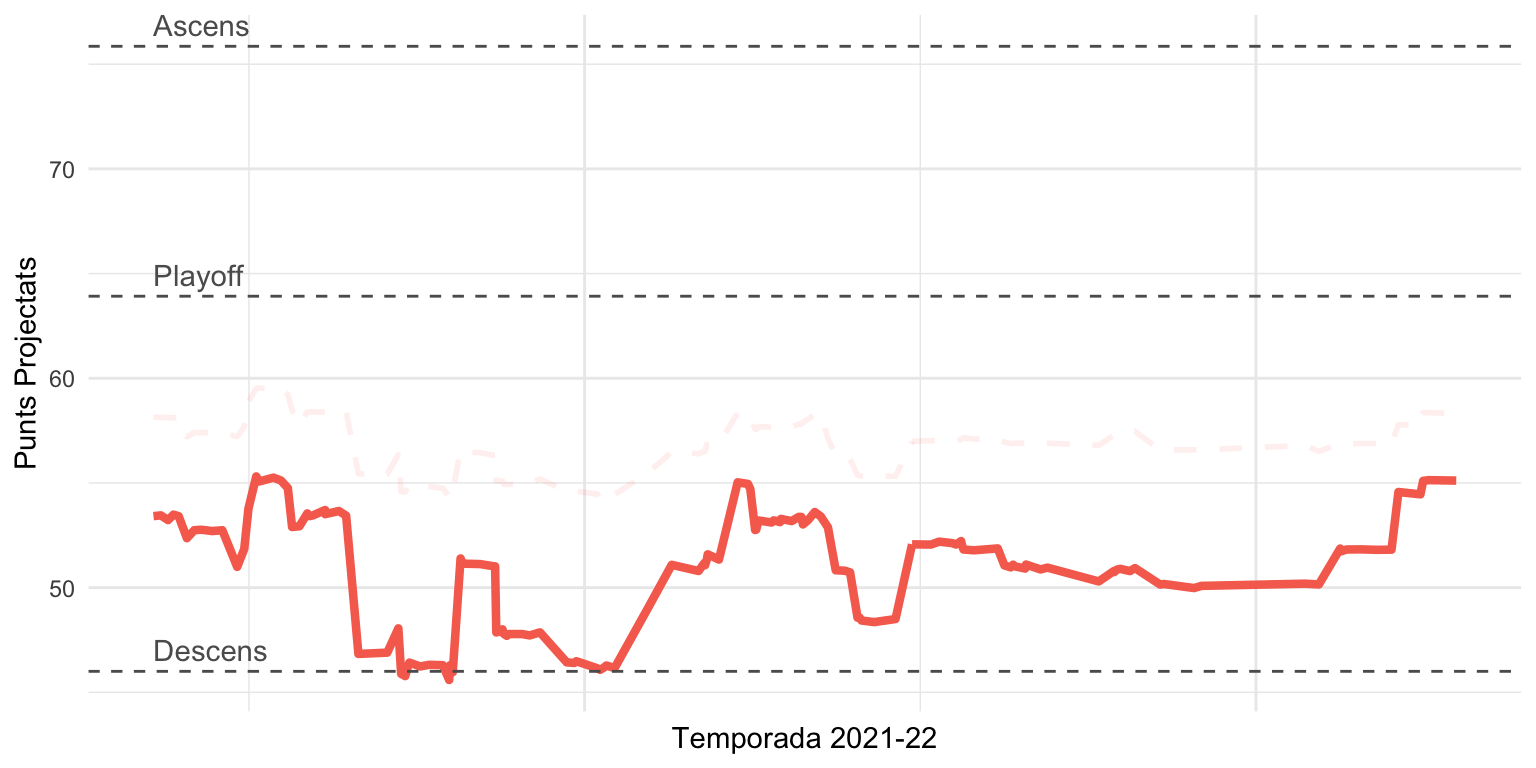 Ascens
70
Playoff
60
50
Descens
Punts Projectats
Temporada 2021-22